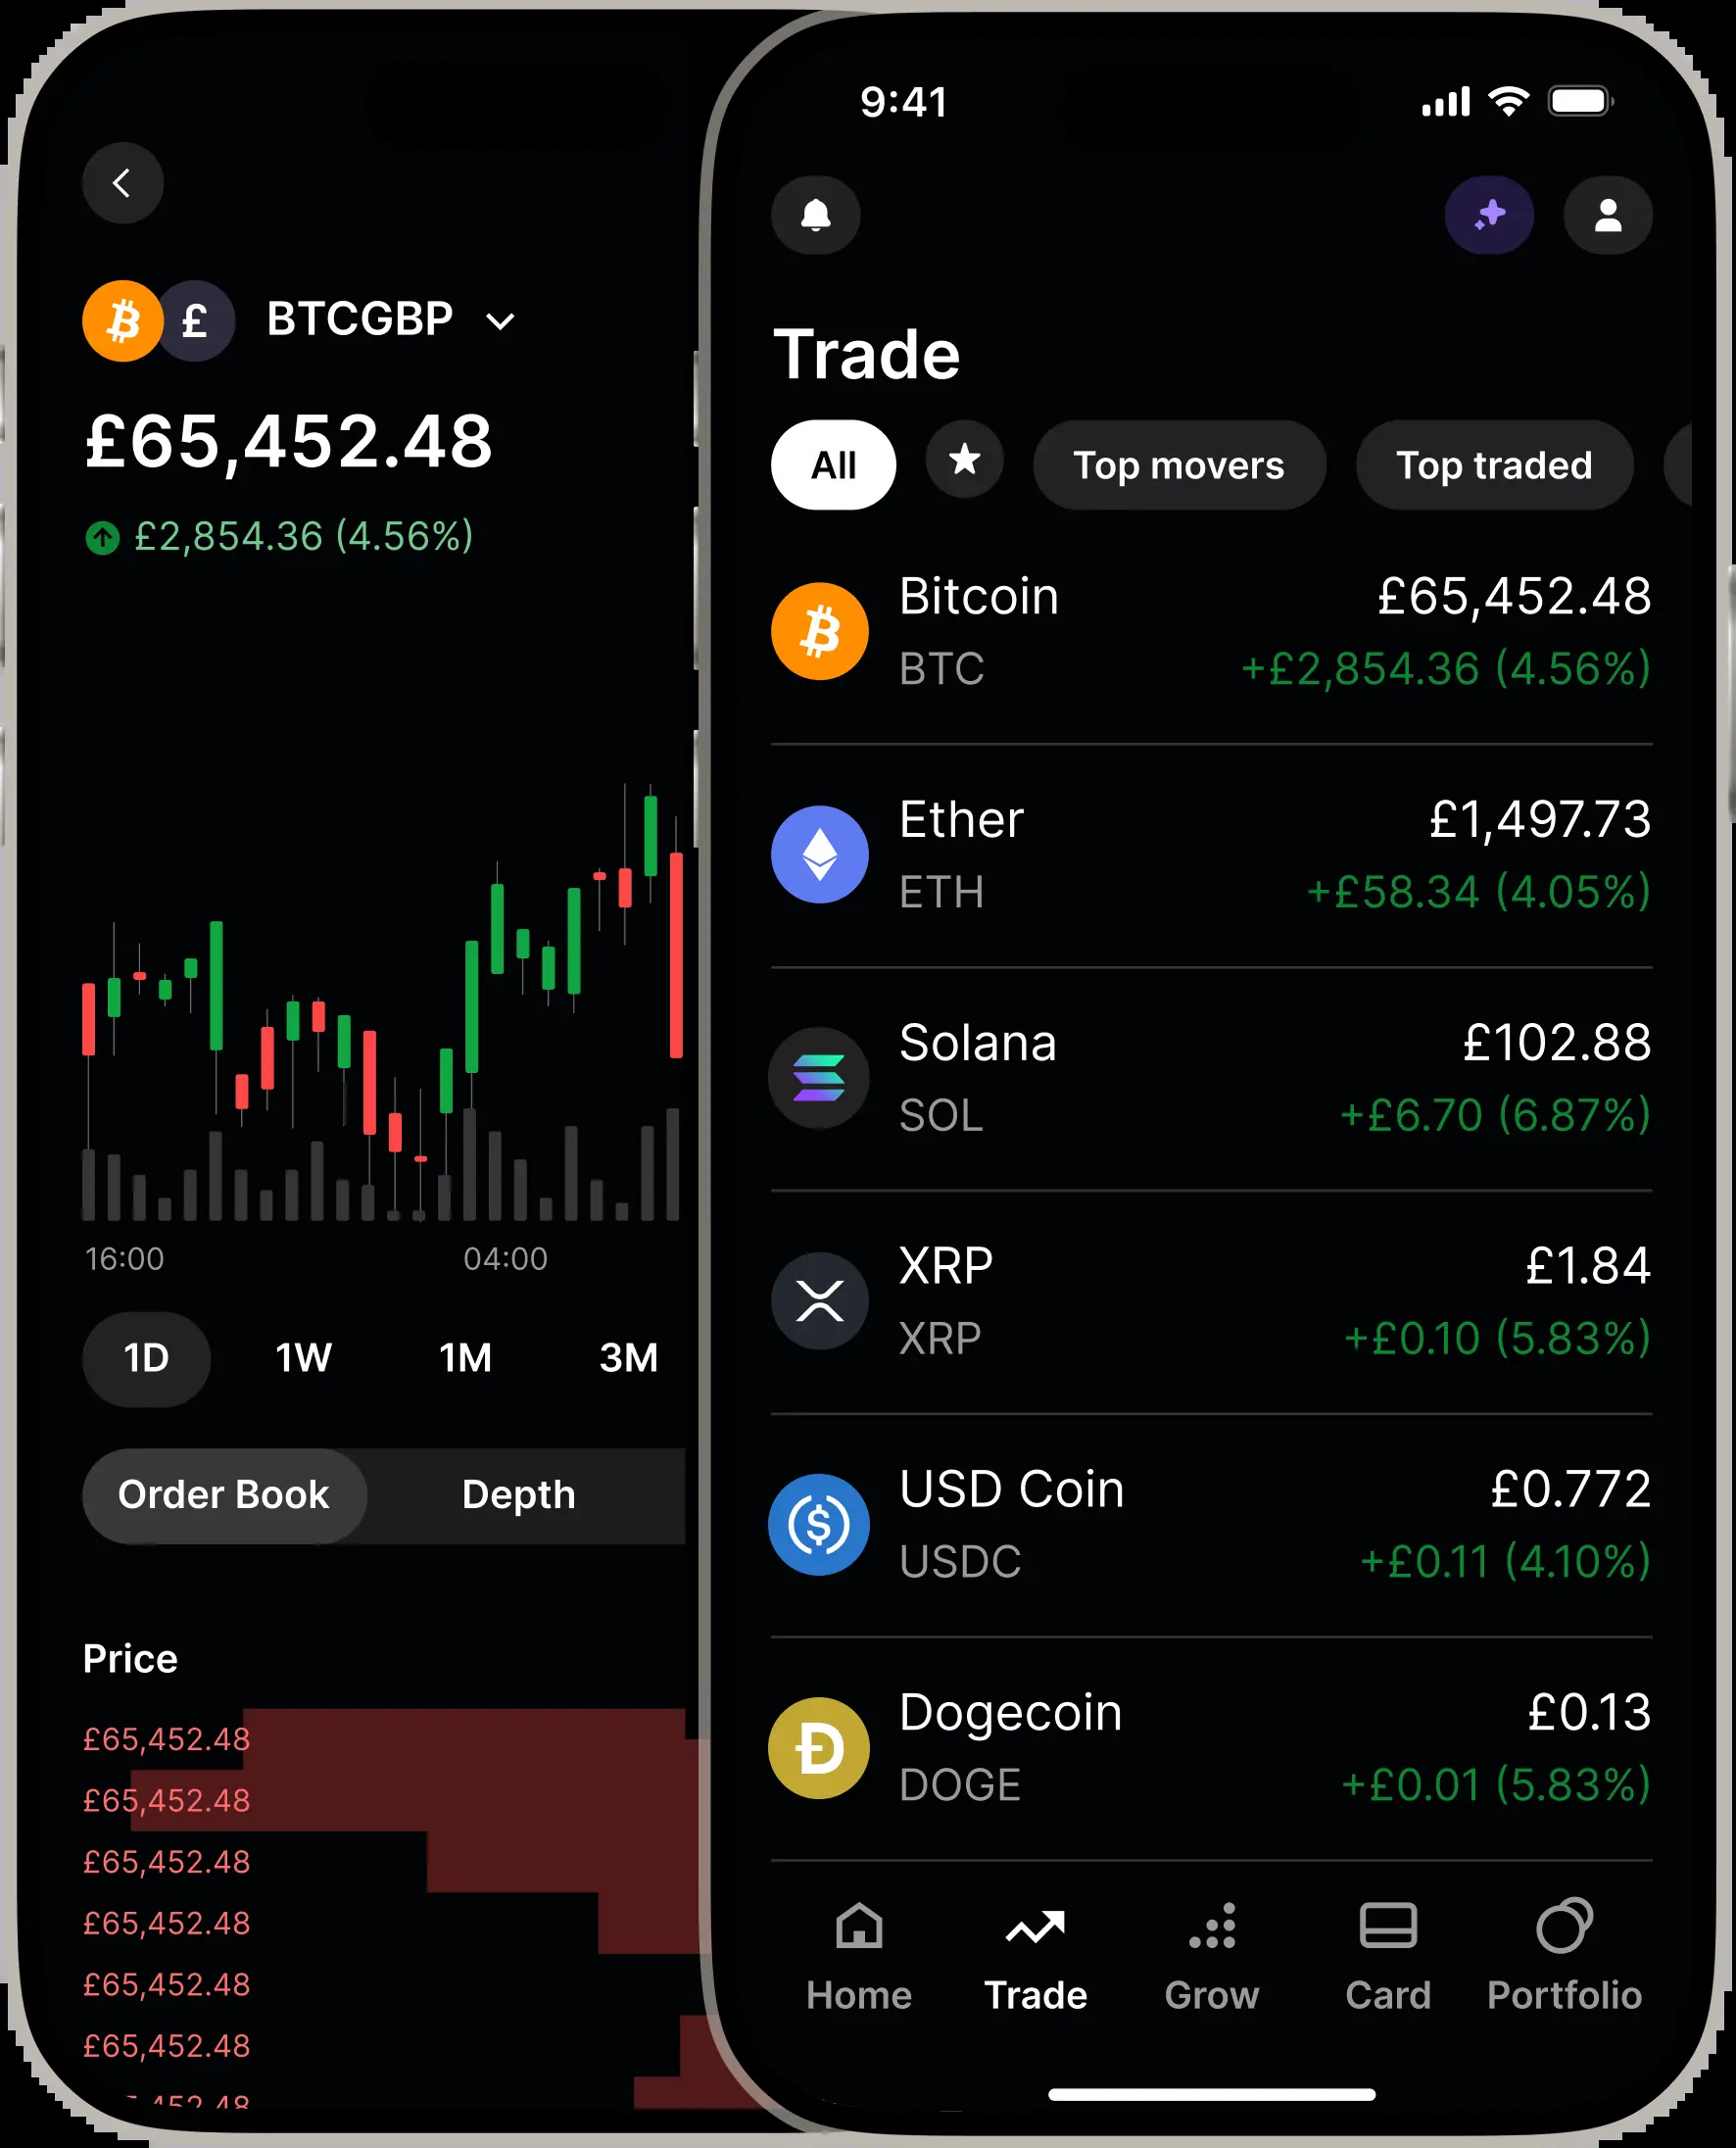 BTCGBP
£65,452.48
£2,854.36 (4.56%)
16:00 04:00
1D 1W 1M 3M
Order Book Depth
Price
£65,452.48
£65,452.48
£65,452.48
£65,452.48
£65,452.48
£65,452.48
9:41
Trade
All Top movers Top traded
Bitcoin £65,452.48
BTC +£2,854.36 (4.56%)
Ether £1,497.73
ETH +£58.34 (4.05%)
Solana £102.88
SOL +£6.70 (6.87%)
XRP £1.84
XRP +£0.10 (5.83%)
USD Coin £0.772
USDC +£0.11 (4.10%)
Dogecoin £0.13
DOGE +£0.01 (5.83%)
Home Trade Grow Card Portfolio